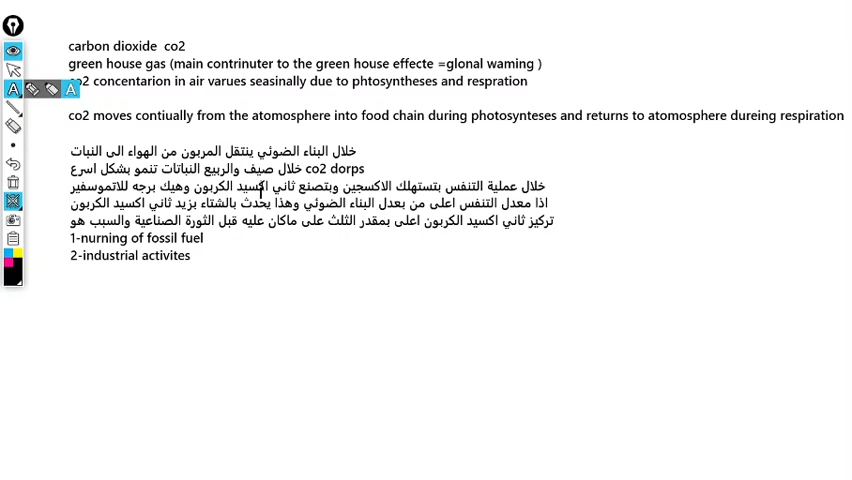 carbon dioxide  co2
green house gas (main contrinuter to the green house effecte =glonal waming )
co2 concentarion in air varues seasinally due to phtosyntheses and respration
co2 moves contiually from the atomosphere into food chain during photosynteses and returns to atomosphere dureing respiration
خلال البناء الضوئي ينتقل المربون من الهواء الى النبات
خلال صيف والربيع النباتات تنمو بشكل اسرع co2 dorps
خلال عملية التنفس بتستهلك الاكسجين وبتصنع ثاني اكسيد الكربون وهيك برجه للاتموسفير
اذا معدل التنفس اعلى من بعدل البناء الضوئي وهذا يحدث بالشتاء بزيد ثاني اكسيد الكربون
تركيز ثاني اكسيد الكربون اعلى بمقدر الثلث على ماكان عليه قبل الثورة الصناعية والسبب هو
1-nurning of fossil fuel
2-industrial activites